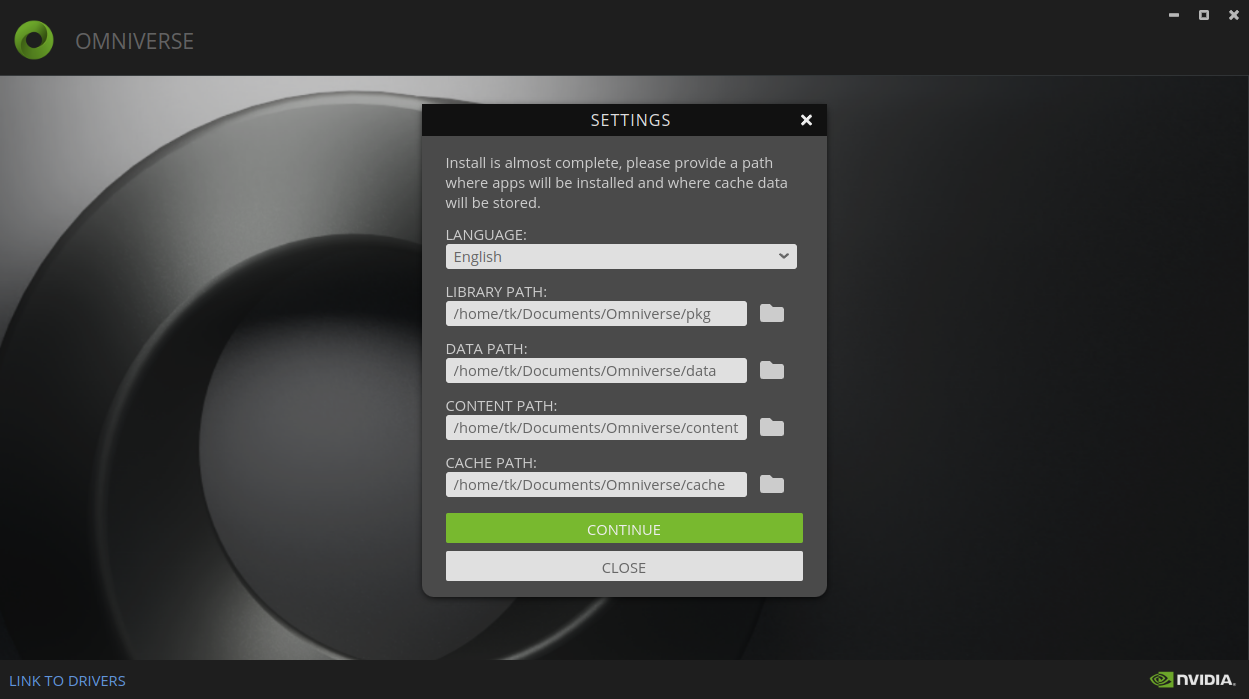 OMNIVERSE
SETTINGS
Install is almost complete, please provide a path
where apps will be installed and where cache data
will be stored.
LANGUAGE:
English
LIBRARY PATH:
/home/tk/Documents/Omniverse/pkg
DATA PATH:
/home/tk/Documents/Omniverse/data
CONTENT PATH:
/home/tk/Documents/Omniverse/content
CACHE PATH:
/home/tk/Documents/Omniverse/cache
CONTINUE
CLOSE
LINK TO DRIVERS
NVIDIA.